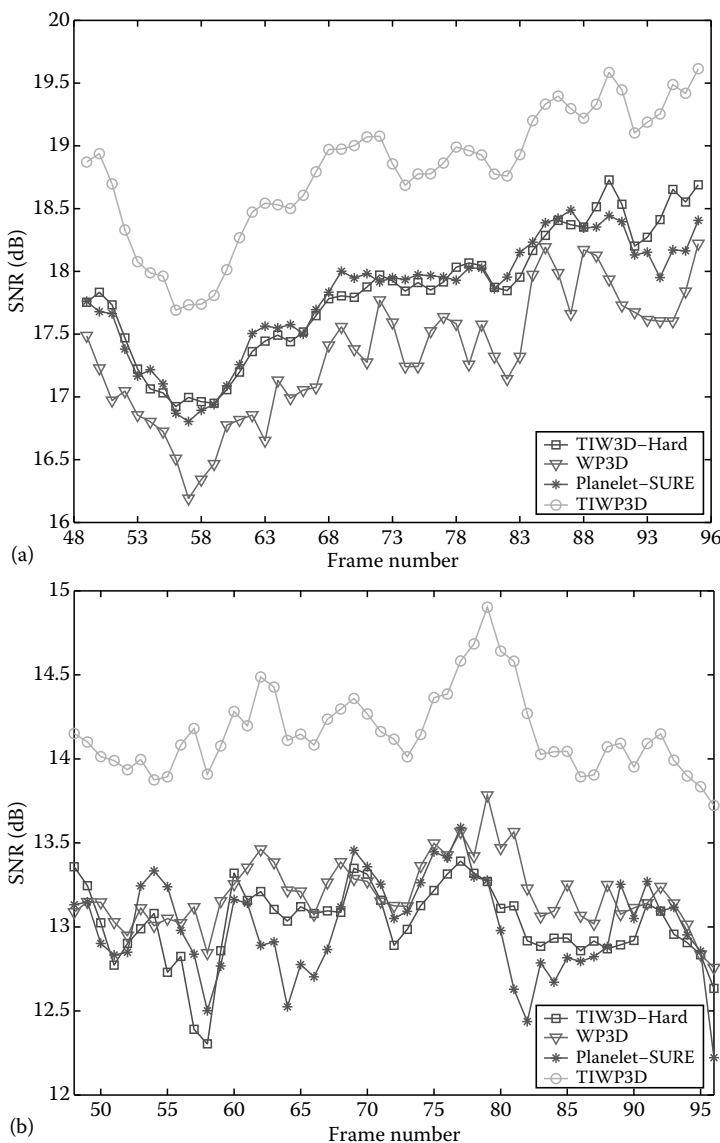 20
19.5
19
18.5
18
17.5
17
16.5
16
SNR (dB)
TIW3D–Hard
WP3D
Planelet–SURE
TIWP3D
48 53 58 63 68 73 78 83 88 93 96
(a)
Frame number
15
14.5
14
13.5
13
12.5
12
SNR (dB)
TIW3D–Hard
WP3D
Planelet–SURE
TIWP3D
50 55 60 65 70 75 80 85 90 95
(b)
Frame number